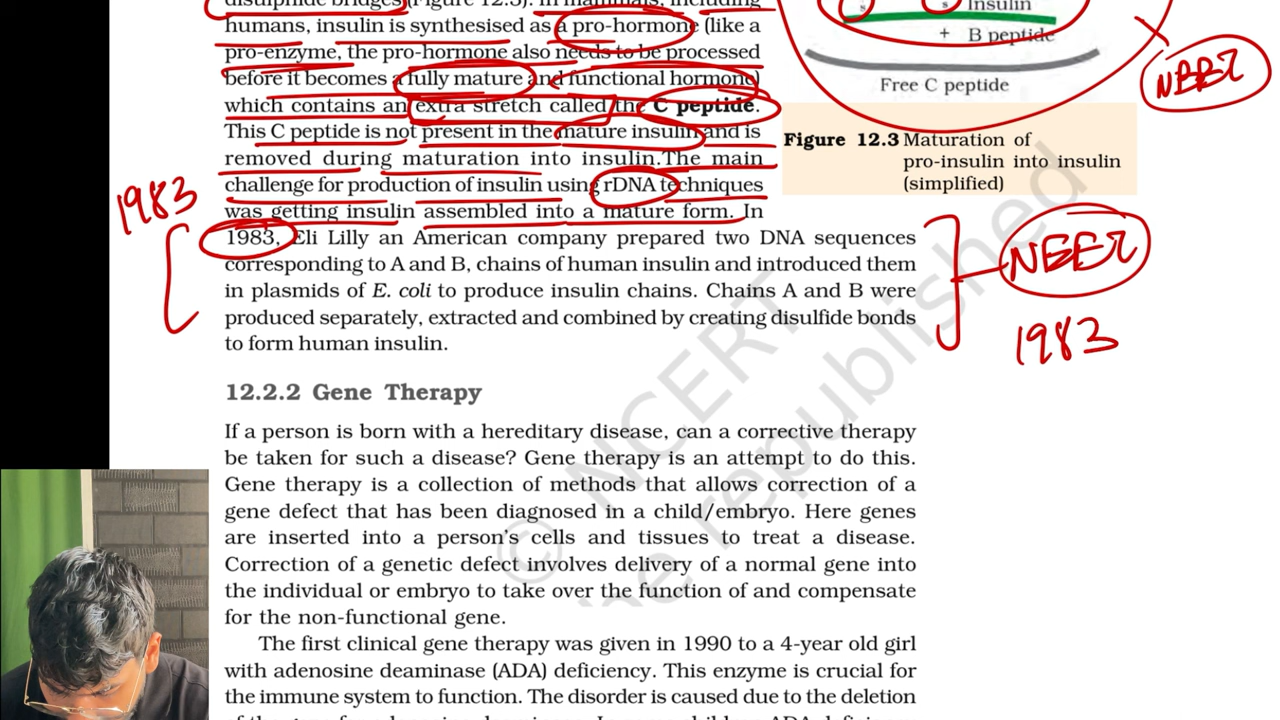 disulphide bridges (Figure 12.3). In mammals, including
humans, insulin is synthesised as a pro-hormone (like a
pro-enzyme, the pro-hormone also needs to be processed
before it becomes a fully mature and functional hormone)
which contains an extra stretch called the C peptide.
This C peptide is not present in the mature insulin and is
removed during maturation into insulin.The main
challenge for production of insulin using rDNA techniques
was getting insulin assembled into a mature form. In
1983, Eli Lilly an American company prepared two DNA sequences
corresponding to A and B, chains of human insulin and introduced them
in plasmids of E. coli to produce insulin chains. Chains A and B were
produced separately, extracted and combined by creating disulfide bonds
to form human insulin.
s s Insulin
+ B peptide
Free C peptide
NEET
Figure 12.3 Maturation of
pro-insulin into insulin
(simplified)
1983
NEET
1983
12.2.2 Gene Therapy
If a person is born with a hereditary disease, can a corrective therapy
be taken for such a disease? Gene therapy is an attempt to do this.
Gene therapy is a collection of methods that allows correction of a
gene defect that has been diagnosed in a child/embryo. Here genes
are inserted into a person's cells and tissues to treat a disease.
Correction of a genetic defect involves delivery of a normal gene into
the individual or embryo to take over the function of and compensate
for the non-functional gene.
The first clinical gene therapy was given in 1990 to a 4-year old girl
with adenosine deaminase (ADA) deficiency. This enzyme is crucial for
the immune system to function. The disorder is caused due to the deletion
© NCERT
republished